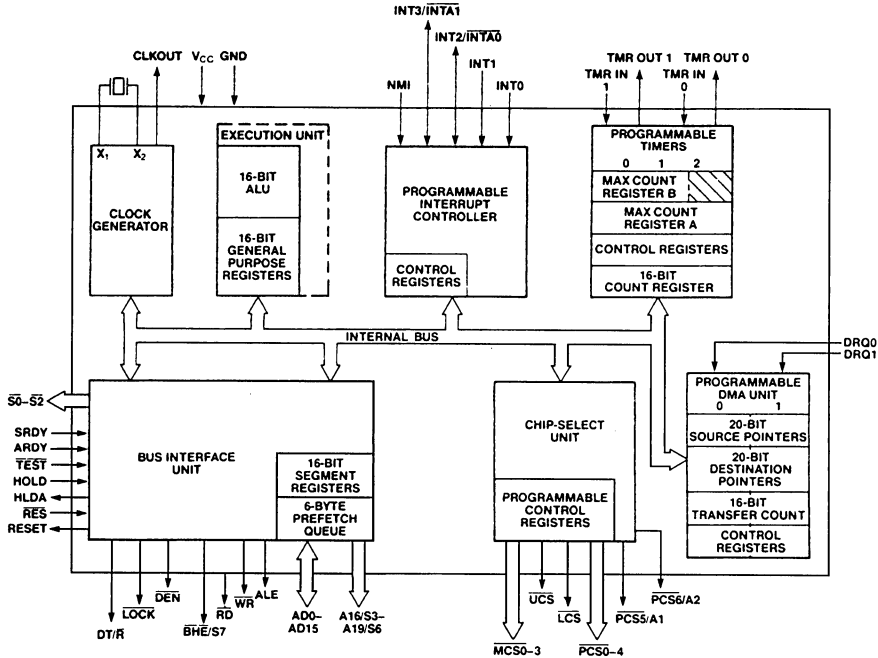 INT3/INTA1
INT2/INTA0
INT1
NMI
INT0
CLKOUT
VCC GND
TMR OUT 1 TMR OUT 0
TMR IN 1
TMR IN 0
X1 X2
CLOCK
GENERATOR
EXECUTION UNIT
16-BIT
ALU
16-BIT
GENERAL
PURPOSE
REGISTERS
PROGRAMMABLE
INTERRUPT
CONTROLLER
CONTROL
REGISTERS
PROGRAMMABLE
TIMERS
0 1 2
MAX COUNT
REGISTER B
MAX COUNT
REGISTER A
CONTROL REGISTERS
16-BIT
COUNT REGISTER
INTERNAL BUS
DRQ0
DRQ1
S0-S2
SRDY
ARDY
TEST
HOLD
HLDA
RES
RESET
BUS INTERFACE
UNIT
16-BIT
SEGMENT
REGISTERS
6-BYTE
PREFETCH
QUEUE
CHIP-SELECT
UNIT
PROGRAMMABLE
CONTROL
REGISTERS
PROGRAMMABLE
DMA UNIT
0 1
20-BIT
SOURCE POINTERS
20-BIT
DESTINATION
POINTERS
16-BIT
TRANSFER COUNT
CONTROL
REGISTERS
DT/R
LOCK
DEN
BHE/S7
RD
WR
ALE
AD0-
AD15
A16/S3-
A19/S6
MCS0-3
UCS
LCS
PCS0-4
PCS5/A1
PCS6/A2